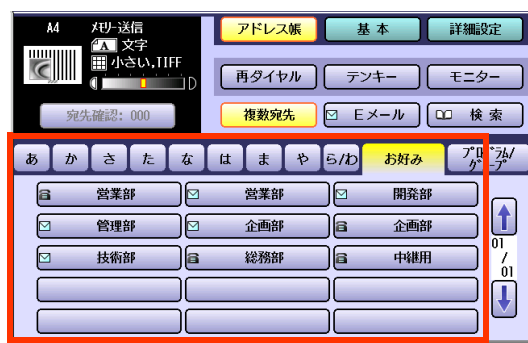 A4 ﾒﾓﾘｰ送信
A 文字
小さい,TIFF
D
宛先確認: 000
アドレス帳 基本 詳細設定
再ダイヤル テンキー モニター
複数宛先 Eメール 検索
あ か さ た な は ま や ら/わ お好み ﾌﾟﾛｸﾞﾗﾑ/
ｸﾞﾙｰﾌﾟ
営業部 営業部 開発部
管理部 企画部 企画部
技術部 総務部 中継用
01
/
01